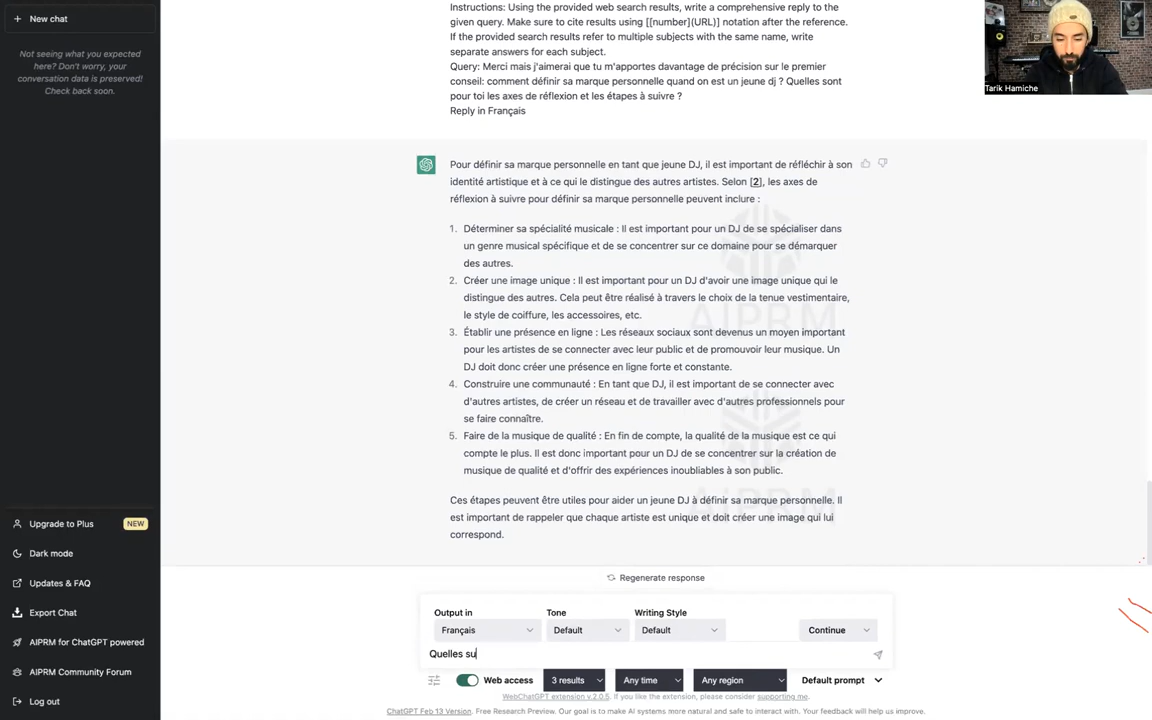 New chat
Not seeing what you expected
here? Don't worry, your
conversation data is preserved!
Check back soon.
Upgrade to Plus
NEW
Dark mode
Updates & FAQ
Export Chat
AIPRM for ChatGPT powered
AIPRM Community Forum
Log out
Instructions: Using the provided web search results, write a comprehensive reply to the
given query. Make sure to cite results using [[number](URL)] notation after the reference.
If the provided search results refer to multiple subjects with the same name, write
separate answers for each subject.
Query: Merci mais j'aimerai que tu m'apportes davantage de précision sur le premier
conseil: comment définir sa marque personnelle quand on est un jeune dj ? Quelles sont
pour toi les axes de réflexion et les étapes à suivre ?
Reply in Français
Pour définir sa marque personnelle en tant que jeune DJ, il est important de réfléchir à son
identité artistique et à ce qui le distingue des autres artistes. Selon [2], les axes de
réflexion à suivre pour définir sa marque personnelle peuvent inclure :
1. Déterminer sa spécialité musicale : Il est important pour un DJ de se spécialiser dans
un genre musical spécifique et de se concentrer sur ce domaine pour se démarquer
des autres.
2. Créer une image unique : Il est important pour un DJ d'avoir une image unique qui le
distingue des autres. Cela peut être réalisé à travers le choix de la tenue vestimentaire,
le style de coiffure, les accessoires, etc.
3. Établir une présence en ligne : Les réseaux sociaux sont devenus un moyen important
pour les artistes de se connecter avec leur public et de promouvoir leur musique. Un
DJ doit donc créer une présence en ligne forte et constante.
4. Construire une communauté : En tant que DJ, il est important de se connecter avec
d'autres artistes, de créer un réseau et de travailler avec d'autres professionnels pour
se faire connaître.
5. Faire de la musique de qualité : En fin de compte, la qualité de la musique est ce qui
compte le plus. Il est donc important pour un DJ de se concentrer sur la création de
musique de qualité et d'offrir des expériences inoubliables à son public.
Ces étapes peuvent être utiles pour aider un jeune DJ à définir sa marque personnelle. Il
est important de rappeler que chaque artiste est unique et doit créer une image qui lui
correspond.
AIPRM
AIPRM
Regenerate response
Output in Tone Writing Style
Français Default Default Continue
Quelles su
Web access 3 results Any time Any region Default prompt
WebChatGPT extension v.2.0.5. If you like the extension, please consider supporting me.
ChatGPT Feb 13 Version. Free Research Preview. Our goal is to make AI systems more natural and safe to interact with. Your feedback will help us improve.
Tarik Hamiche